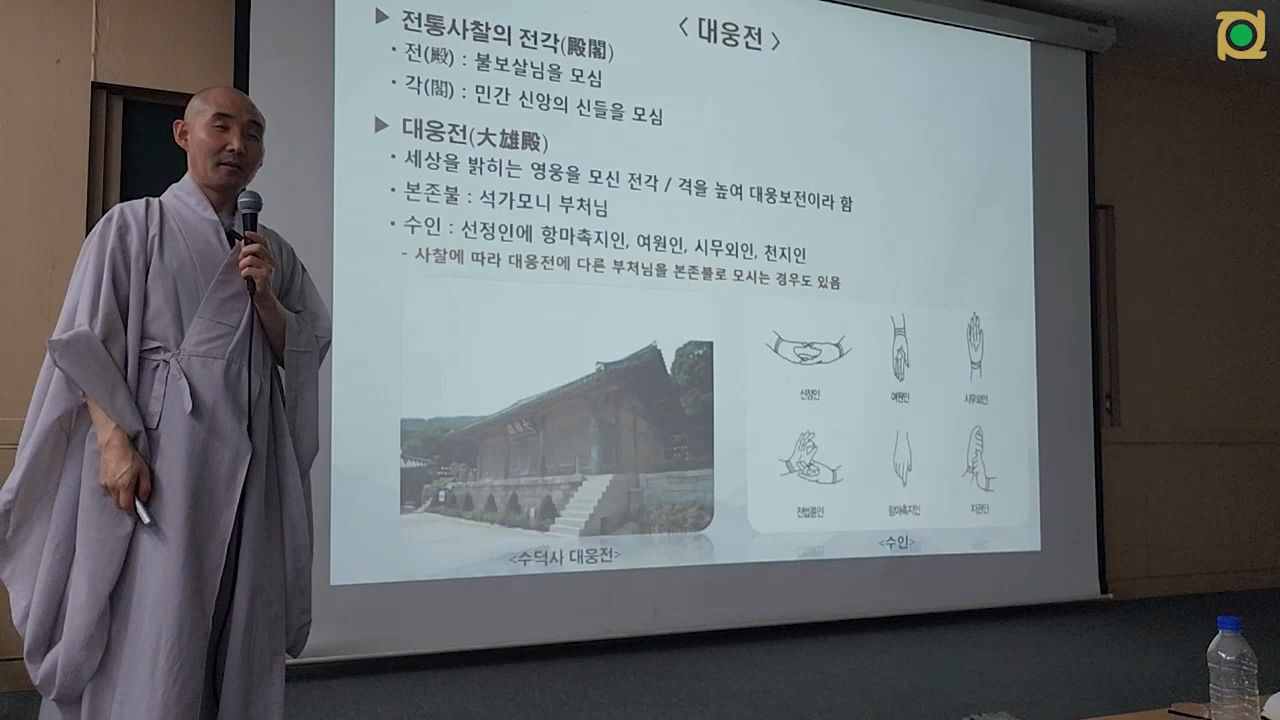 〈 대웅전 〉
▶ 전통사찰의 전각(殿閣)
· 전(殿) : 불보살님을 모심
· 각(閣) : 민간 신앙의 신들을 모심
▶ 대웅전(大雄殿)
· 세상을 밝히는 영웅을 모신 전각 / 격을 높여 대웅보전이라 함
· 본존불 : 석가모니 부처님
· 수인 : 선정인에 항마촉지인, 여원인, 시무외인, 천지인
- 사찰에 따라 대웅전에 다른 부처님을 본존불로 모시는 경우도 있음
선정인 여원인 시무외인
전법륜인 항마촉지인 지권인
<수덕사 대웅전>
<수인>